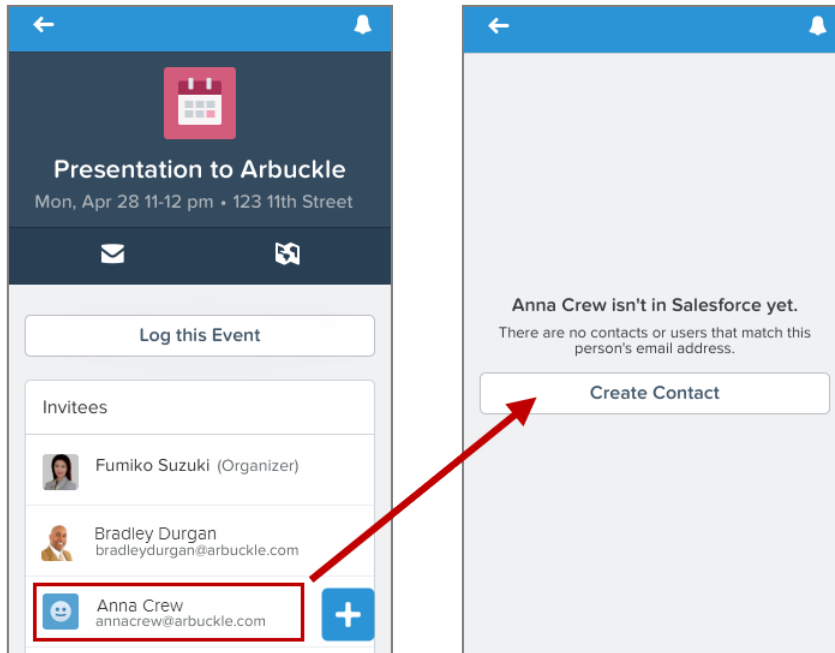 Presentation to Arbuckle
Mon, Apr 28 11-12 pm • 123 11th Street
Log this Event
Invitees
Fumiko Suzuki (Organizer)
Bradley Durgan
bradleydurgan@arbuckle.com
Anna Crew
annacrew@arbuckle.com
Anna Crew isn't in Salesforce yet.
There are no contacts or users that match this
person's email address.
Create Contact